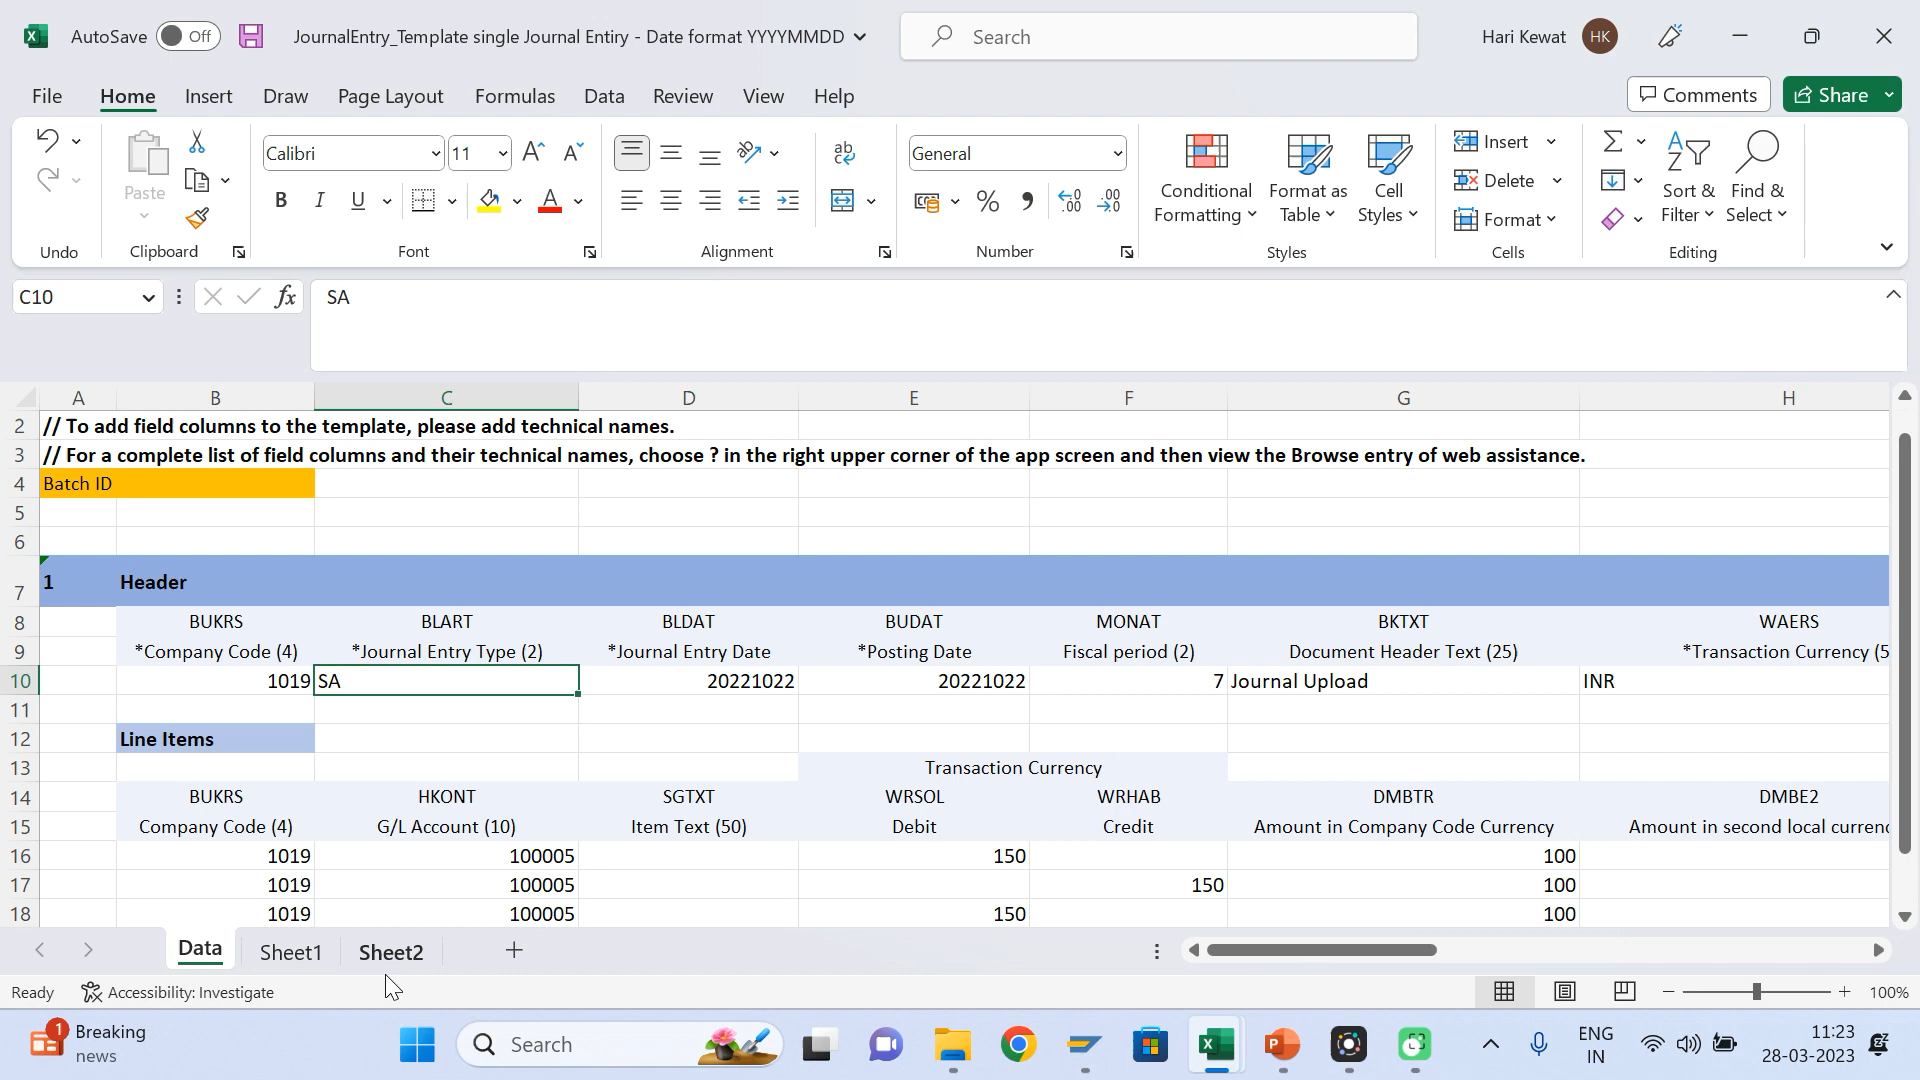 AutoSave Off JournalEntry_Template single Journal Entiry - Date format YYYYMMDD Search Hari Kewat HK
File Home Insert Draw Page Layout Formulas Data Review View Help Comments Share
Calibri 11 General
Insert
Paste
Conditional Formatting
Format as Table
Cell Styles
Delete
Format
Sort & Filter
Find & Select
Undo Clipboard Font Alignment Number Styles Cells Editing
C10 fx SA
A B C D E F G H
2 // To add field columns to the template, please add technical names.
3 // For a complete list of field columns and their technical names, choose ? in the right upper corner of the app screen and then view the Browse entry of web assistance.
4 Batch ID
5
6
7 1 Header
8 BUKRS BLART BLDAT BUDAT MONAT BKTXT WAERS
9 *Company Code (4) *Journal Entry Type (2) *Journal Entry Date *Posting Date Fiscal period (2) Document Header Text (25) *Transaction Currency (5
10 1019 SA 20221022 20221022 7 Journal Upload INR
11
12 Line Items
13 Transaction Currency
14 BUKRS HKONT SGTXT WRSOL WRHAB DMBTR DMBE2
15 Company Code (4) G/L Account (10) Item Text (50) Debit Credit Amount in Company Code Currency Amount in second local currenc
16 1019 100005 150 100
17 1019 100005 150 100
18 1019 100005 150 100
Data Sheet1 Sheet2
Ready Accessibility: Investigate 100%
1 Breaking news
Search
ENG
IN
11:23
28-03-2023